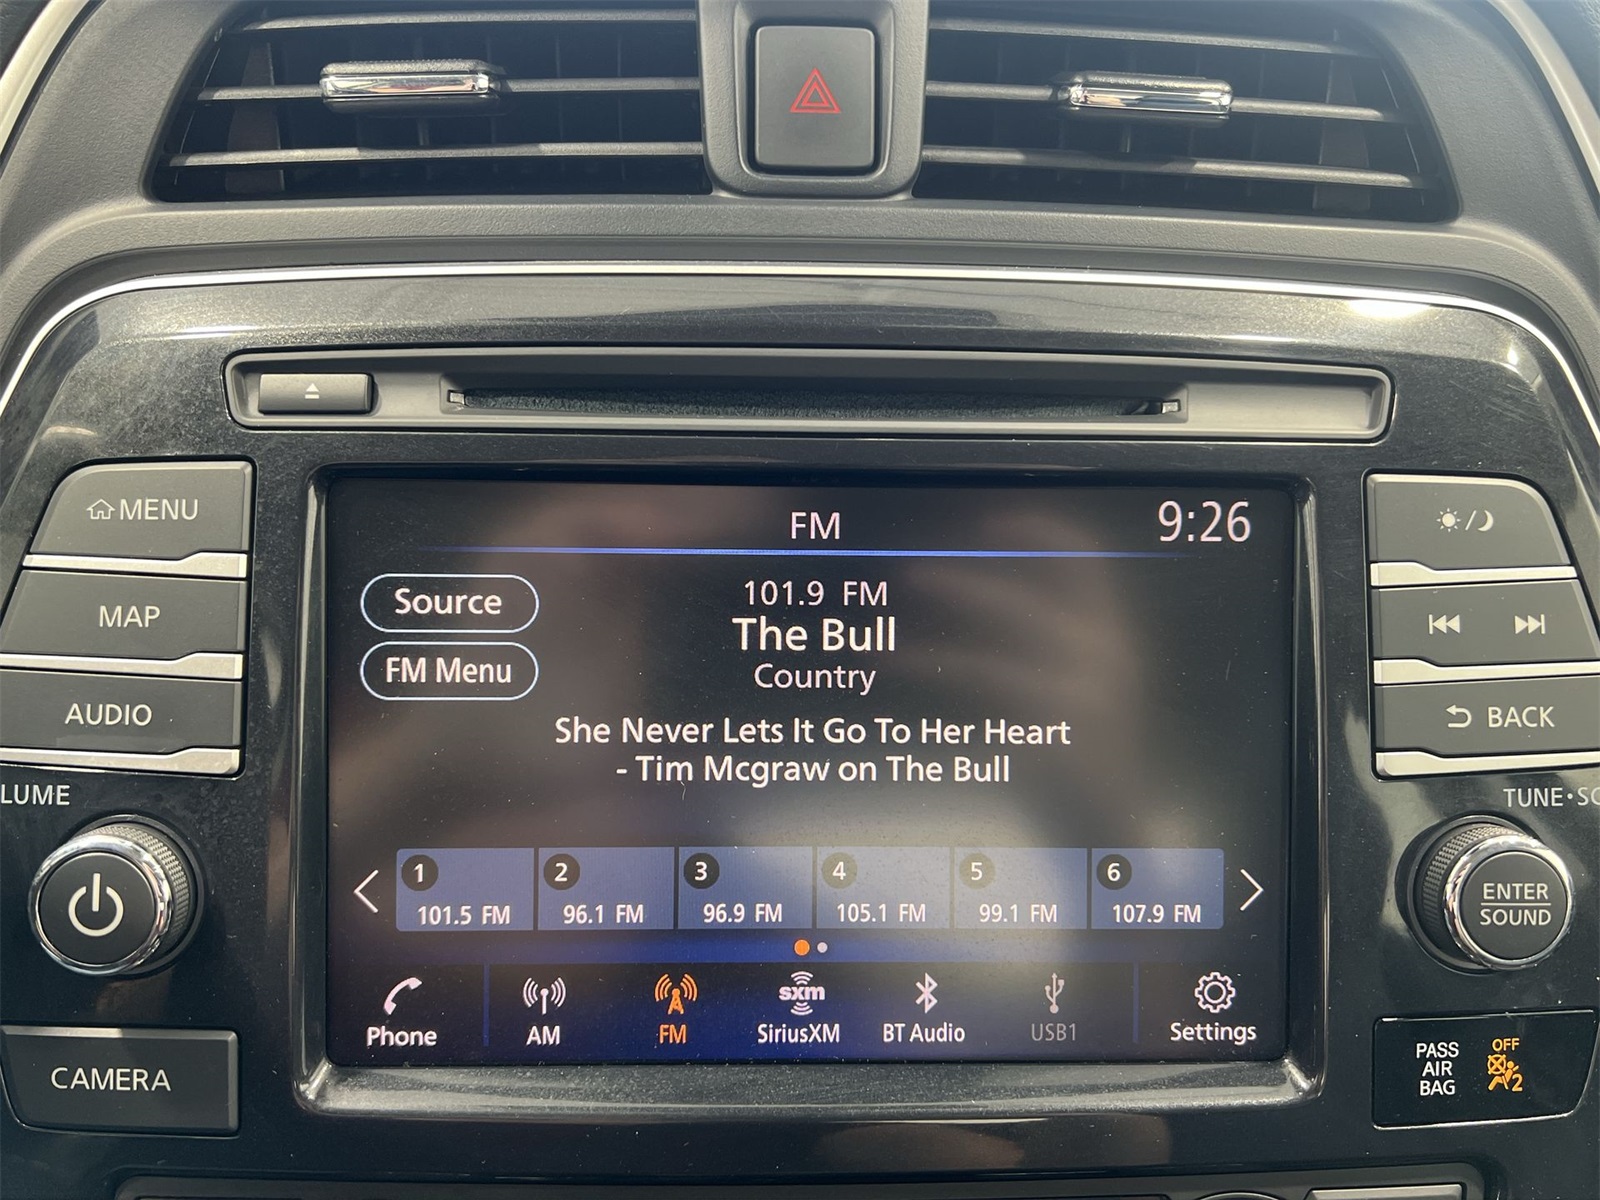 MENU
MAP
AUDIO
LUME
CAMERA
FM
9:26
Source
FM Menu
101.9 FM
The Bull
Country
She Never Lets It Go To Her Heart
- Tim Mcgraw on The Bull
1 2 3 4 5 6
101.5 FM 96.1 FM 96.9 FM 105.1 FM 99.1 FM 107.9 FM
sxm
Phone AM FM SiriusXM BT Audio USB1 Settings
BACK
TUNE•SC
ENTER
SOUND
PASS
AIR
BAG
OFF
2